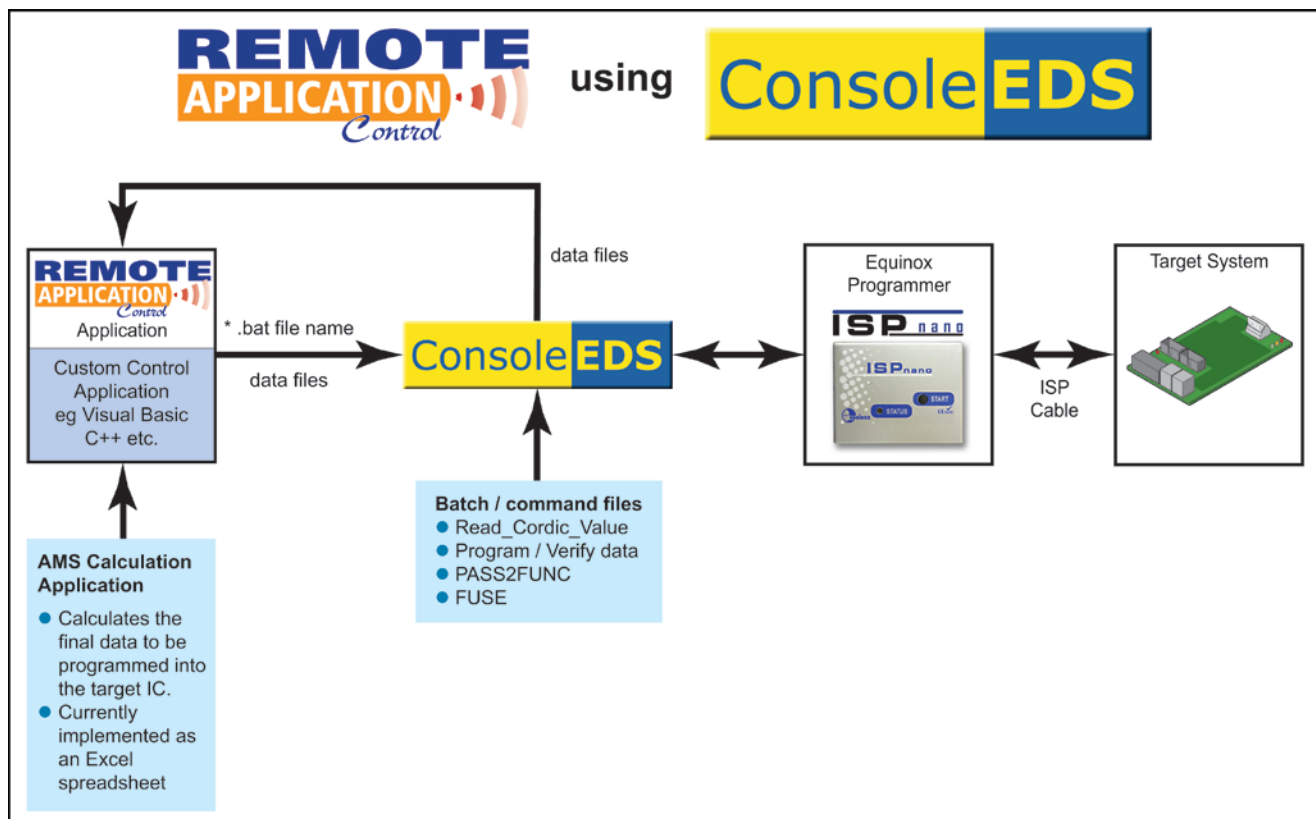 REMOTE
APPLICATION
Control
using
ConsoleEDS
data files
REMOTE
APPLICATION
Control
Application
Custom Control
Application
eg Visual Basic
C++ etc.
* .bat file name
data files
ConsoleEDS
Equinox
Programmer
ISP nano
ISPnano
STATUS
START
ISP
Cable
Target System
Batch / command files
● Read_Cordic_Value
● Program / Verify data
● PASS2FUNC
● FUSE
AMS Calculation
Application
● Calculates the
final data to be
programmed into
the target IC.
● Currently
implemented as
an Excel
spreadsheet